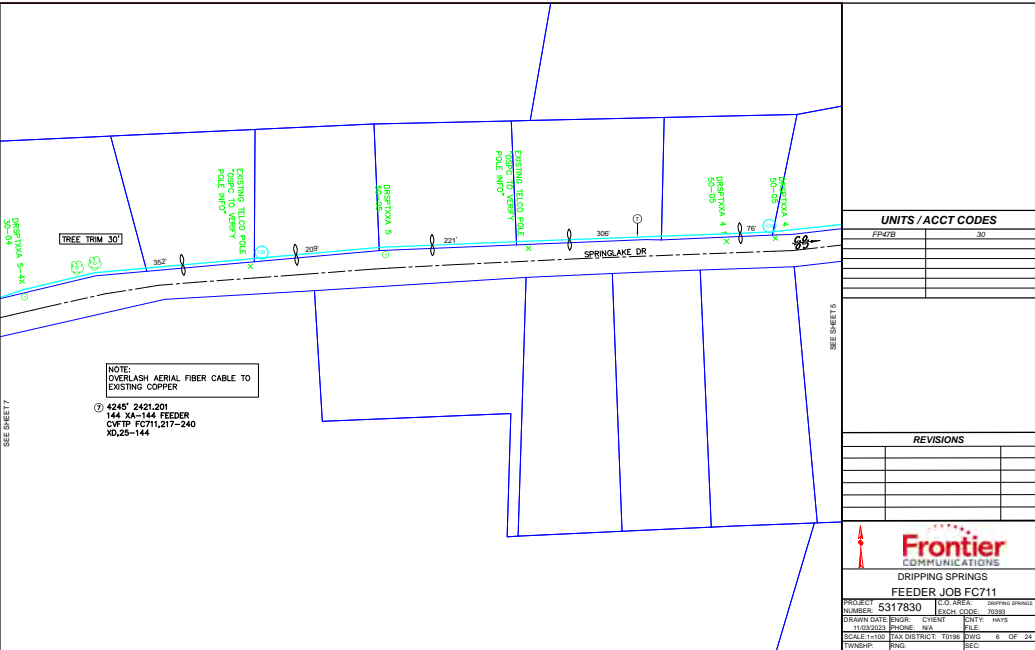 EXISTING TELCO POLE
"OSPC TO VERIFY
POLE INFO"
EXISTING TELCO POLE
"OSPC TO VERIFY
POLE INFO"
DRSPTXXA 5
50-05
DRSPTXXA 4
50-05
DRSPTXXA 4
50-05
DRSPTXXA 5-4X
30-04
TREE TRIM 30'
352'
209'
221'
306'
7
76'
SPRINGLAKE DR
SEE SHEET 5
SEE SHEET 7
NOTE:
OVERLASH AERIAL FIBER CABLE TO
EXISTING COPPER
7 4245' 2421.201
144 XA-144 FEEDER
CVFTP FC711,217-240
XD,25-144
UNITS / ACCT CODES
FP47B 30
REVISIONS
Frontier
COMMUNICATIONS
DRIPPING SPRINGS
FEEDER JOB FC711
PROJECT NUMBER: 5317830
C.O. AREA: DRIPPING SPRINGS
EXCH. CODE: 70393
DRAWN DATE: 11/03/2023
ENGR: CYIENT
CNTY: HAYS
PHONE: N/A
FILE:
SCALE:1=100 TAX DISTRICT: T0196 DWG 6 OF 24
TWNSHP: RNG: SEC: